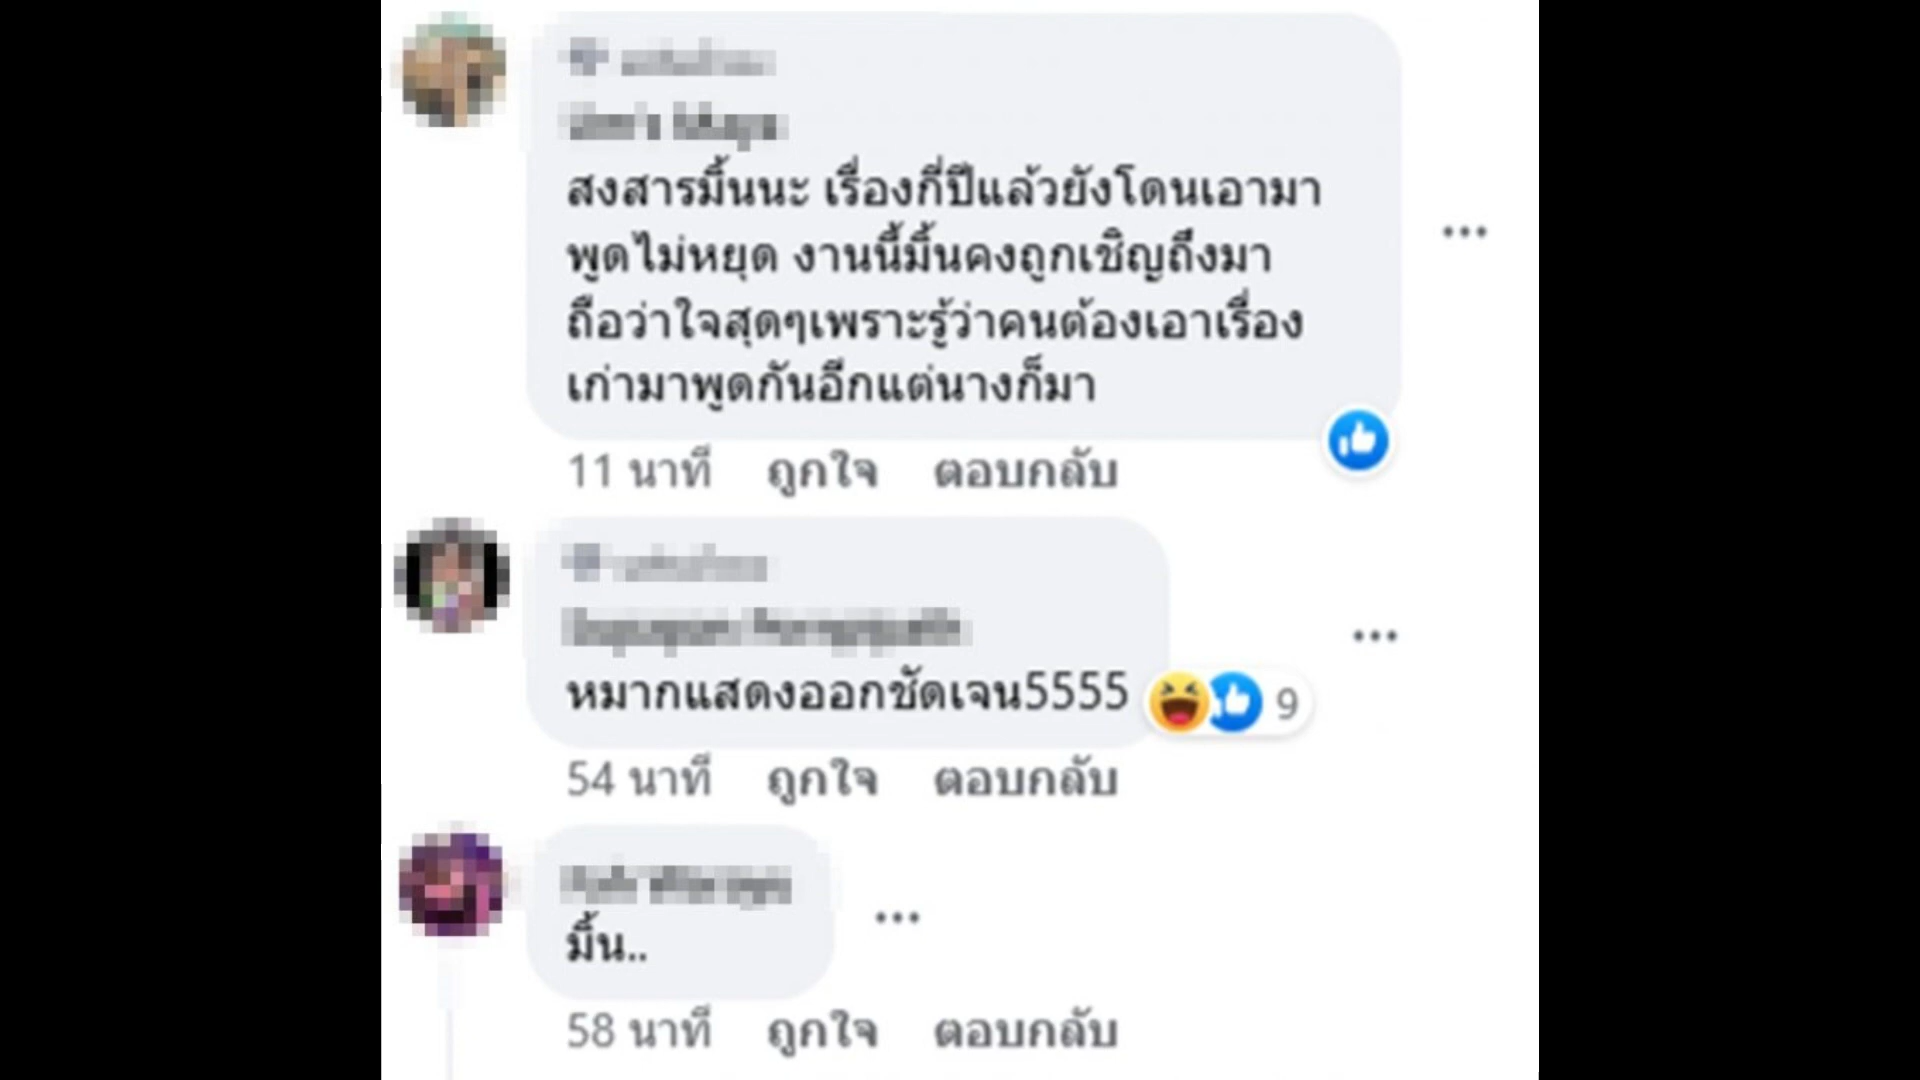 สงสารมิ้นนะ เรื่องกี่ปีแล้วยังโดนเอามา
พูดไม่หยุด งานนี้มิ้นคงถูกเชิญถึงมา
ถือว่าใจสุดๆเพราะรู้ว่าคนต้องเอาเรื่อง
เก่ามาพูดกันอีกแต่นางก็มา
11 นาที ถูกใจ ตอบกลับ
หมากแสดงออกชัดเจน5555
9
54 นาที ถูกใจ ตอบกลับ
มิ้น..
58 นาที ถูกใจ ตอบกลับ